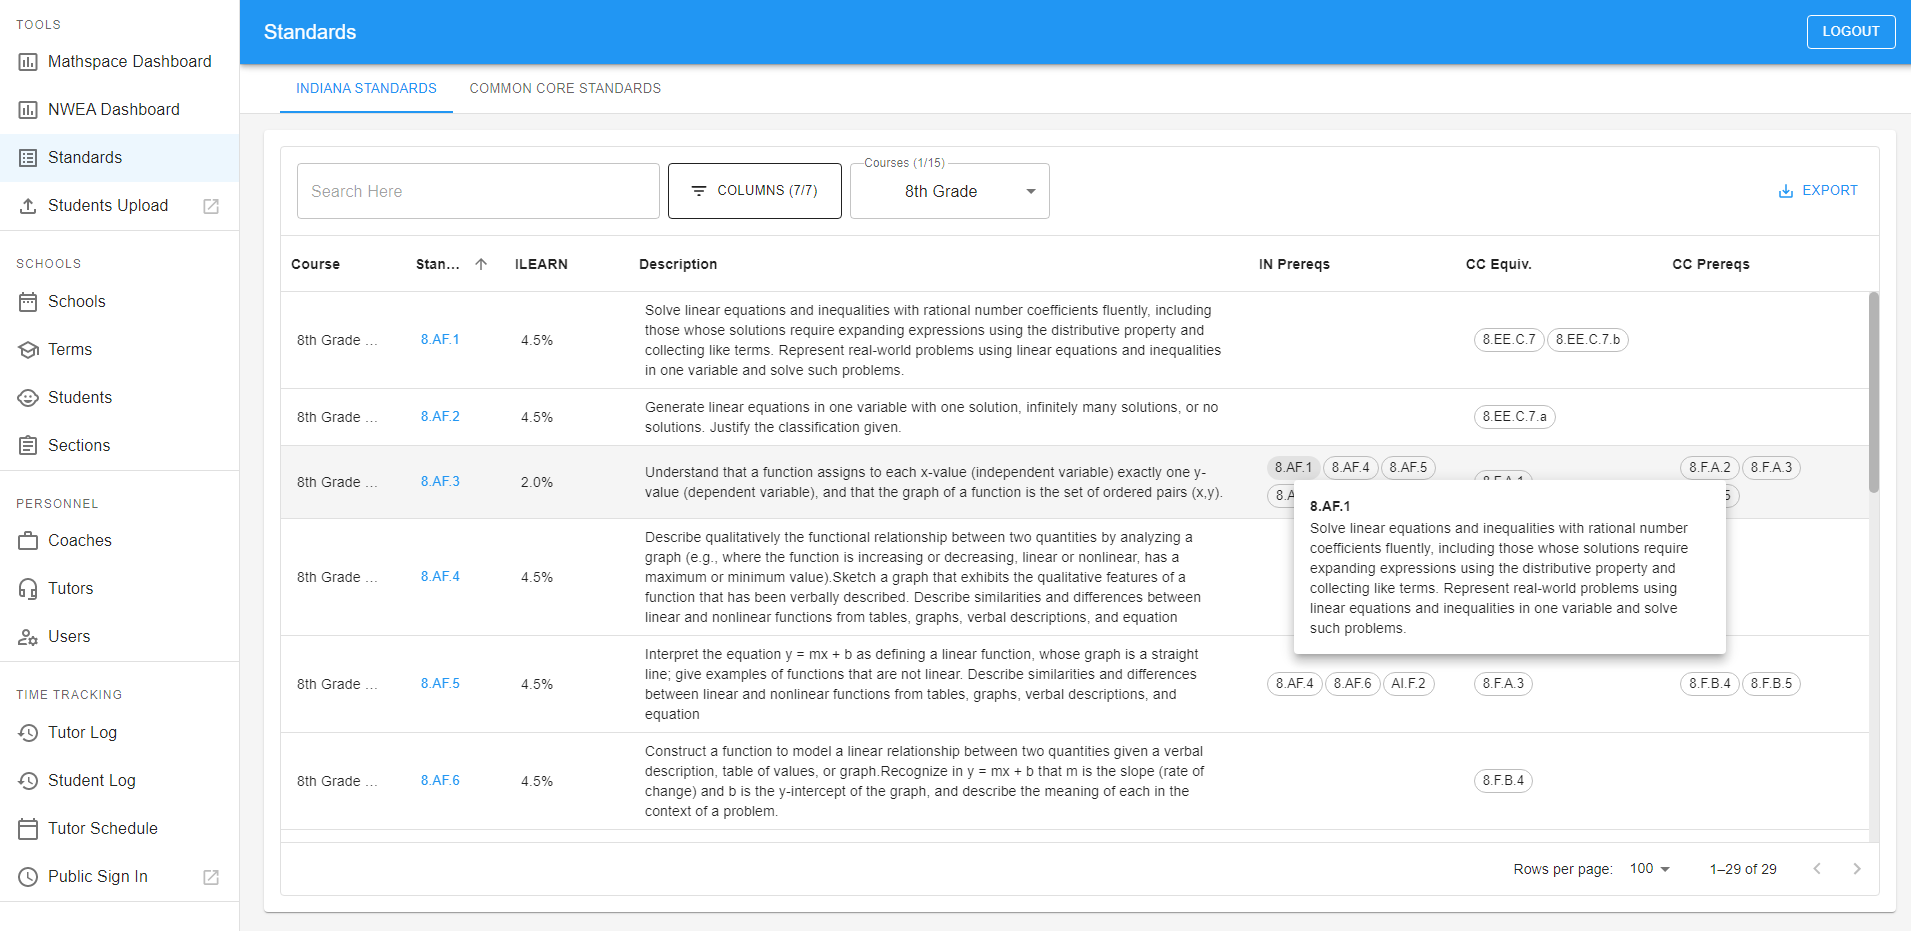 TOOLS
Mathspace Dashboard
NWEA Dashboard
Standards
Students Upload
SCHOOLS
Schools
Terms
Students
Sections
PERSONNEL
Coaches
Tutors
Users
TIME TRACKING
Tutor Log
Student Log
Tutor Schedule
Public Sign In
Standards
LOGOUT
INDIANA STANDARDS
COMMON CORE STANDARDS
Search Here
COLUMNS (7/7)
Courses (1/15)
8th Grade
EXPORT
Course
Stan...
ILEARN
Description
IN Prereqs
CC Equiv.
CC Prereqs
8th Grade ...
8.AF.1
4.5%
Solve linear equations and inequalities with rational number coefficients fluently, including
those whose solutions require expanding expressions using the distributive property and
collecting like terms. Represent real-world problems using linear equations and inequalities
in one variable and solve such problems.
8.EE.C.7
8.EE.C.7.b
8th Grade ...
8.AF.2
4.5%
Generate linear equations in one variable with one solution, infinitely many solutions, or no
solutions. Justify the classification given.
8.EE.C.7.a
8th Grade ...
8.AF.3
2.0%
Understand that a function assigns to each x-value (independent variable) exactly one y-
value (dependent variable), and that the graph of a function is the set of ordered pairs (x,y).
8.AF.1
8.AF.4
8.AF.5
8.F.A.2
8.F.A.3
8.AF.1
Solve linear equations and inequalities with rational number
coefficients fluently, including those whose solutions require
expanding expressions using the distributive property and
collecting like terms. Represent real-world problems using
linear equations and inequalities in one variable and solve
such problems.
8th Grade ...
8.AF.4
4.5%
Describe qualitatively the functional relationship between two quantities by analyzing a
graph (e.g., where the function is increasing or decreasing, linear or nonlinear, has a
maximum or minimum value).Sketch a graph that exhibits the qualitative features of a
function that has been verbally described. Describe similarities and differences between
linear and nonlinear functions from tables, graphs, verbal descriptions, and equation
8th Grade ...
8.AF.5
4.5%
Interpret the equation y = mx + b as defining a linear function, whose graph is a straight
line; give examples of functions that are not linear. Describe similarities and differences
between linear and nonlinear functions from tables, graphs, verbal descriptions, and
equation
8.AF.4
8.AF.6
AI.F.2
8.F.A.3
8.F.B.4
8.F.B.5
8th Grade ...
8.AF.6
4.5%
Construct a function to model a linear relationship between two quantities given a verbal
description, table of values, or graph.Recognize in y = mx + b that m is the slope (rate of
change) and b is the y-intercept of the graph, and describe the meaning of each in the
context of a problem.
8.F.B.4
Rows per page:
100
1–29 of 29